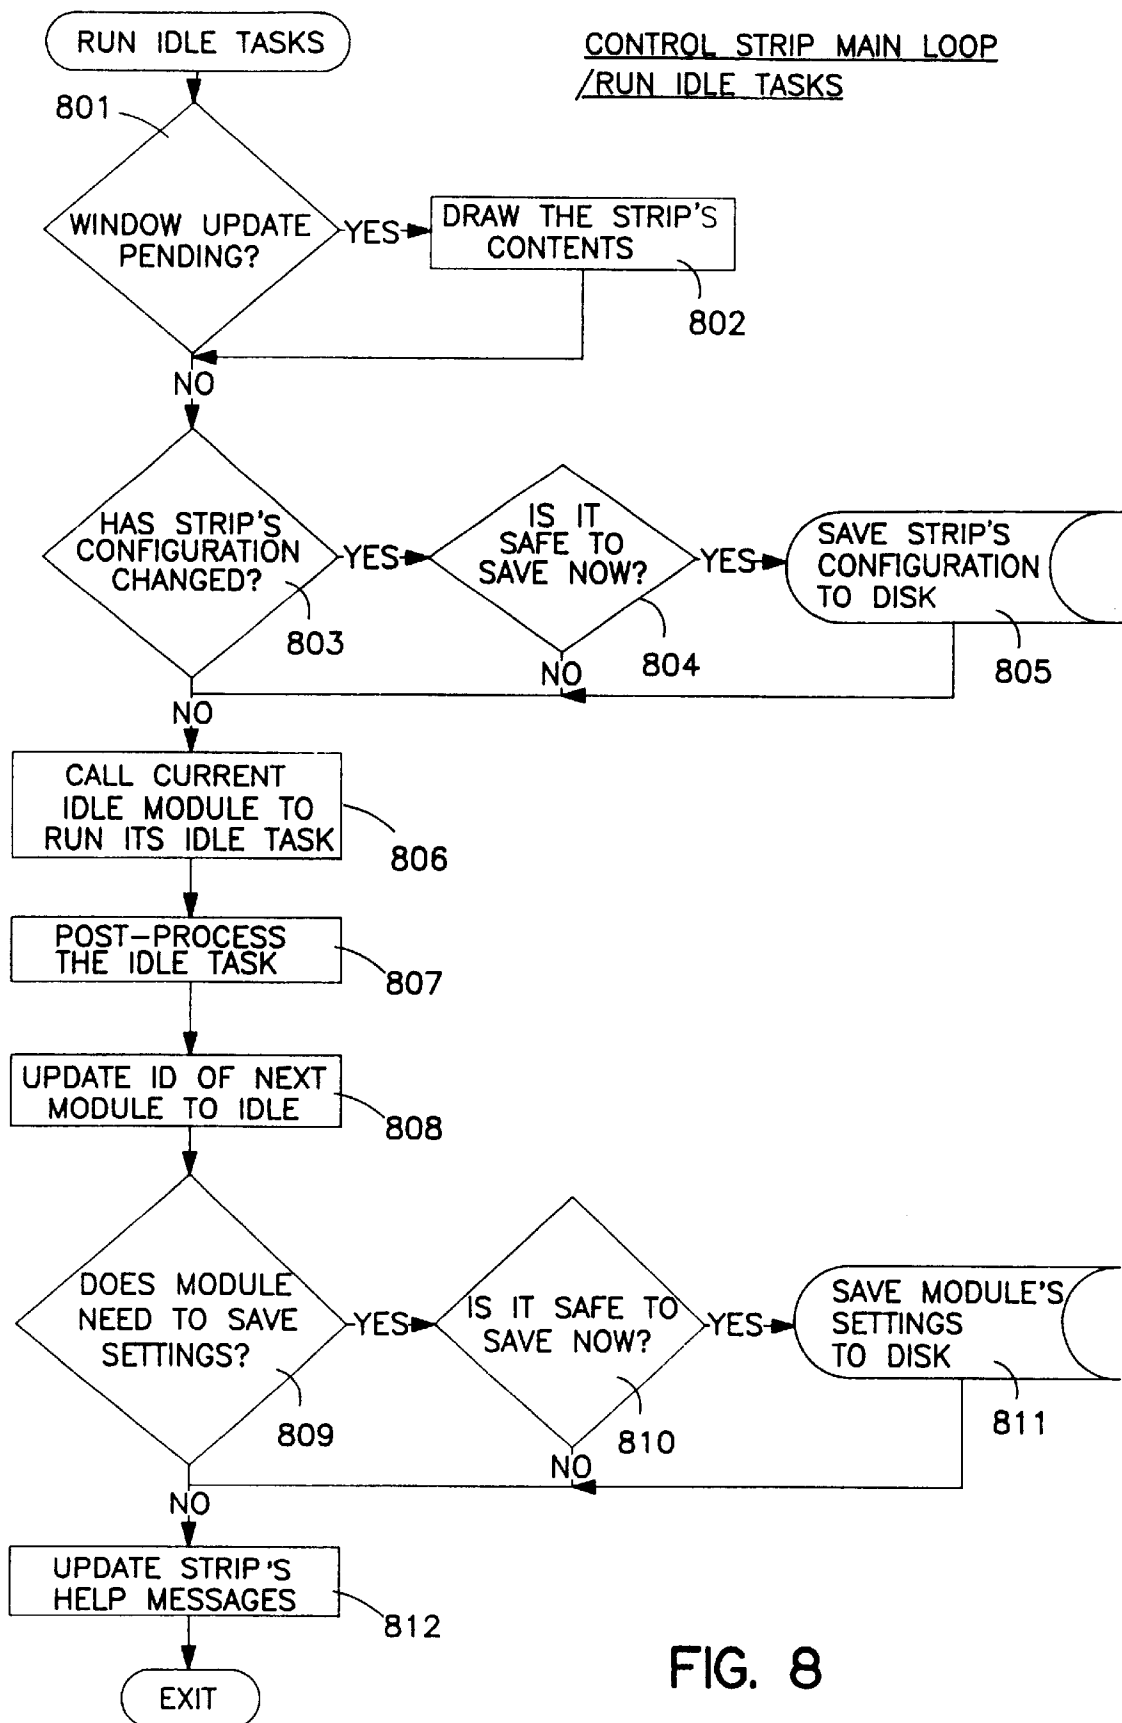 RUN IDLE TASKS
CONTROL STRIP MAIN LOOP
/RUN IDLE TASKS
801
WINDOW UPDATE
PENDING?
YES
DRAW THE STRIP'S
CONTENTS
802
NO
HAS STRIP'S
CONFIGURATION
CHANGED?
803
YES
IS IT
SAFE TO
SAVE NOW?
804
YES
SAVE STRIP'S
CONFIGURATION
TO DISK
805
NO
NO
CALL CURRENT
IDLE MODULE TO
RUN ITS IDLE TASK
806
POST-PROCESS
THE IDLE TASK
807
UPDATE ID OF NEXT
MODULE TO IDLE
808
DOES MODULE
NEED TO SAVE
SETTINGS?
809
YES
IS IT SAFE TO
SAVE NOW?
810
YES
SAVE MODULE'S
SETTINGS
TO DISK
811
NO
NO
UPDATE STRIP'S
HELP MESSAGES
812
EXIT
FIG. 8